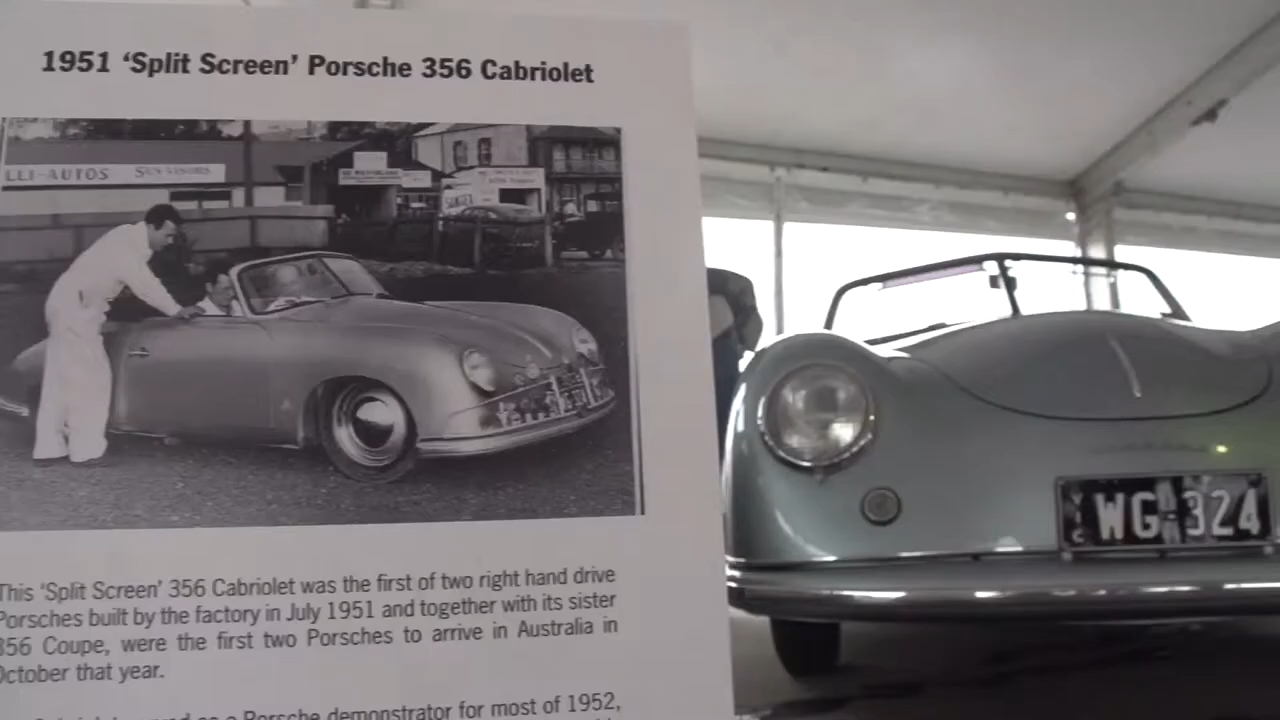 1951 ‘Split Screen’ Porsche 356 Cabriolet
LLI-AUTOS SUN VISORS
This ‘Split Screen’ 356 Cabriolet was the first of two right hand drive
Porsches built by the factory in July 1951 and together with its sister
356 Coupe, were the first two Porsches to arrive in Australia in
October that year.
Porsche demonstrator for most of 1952,
WG 324